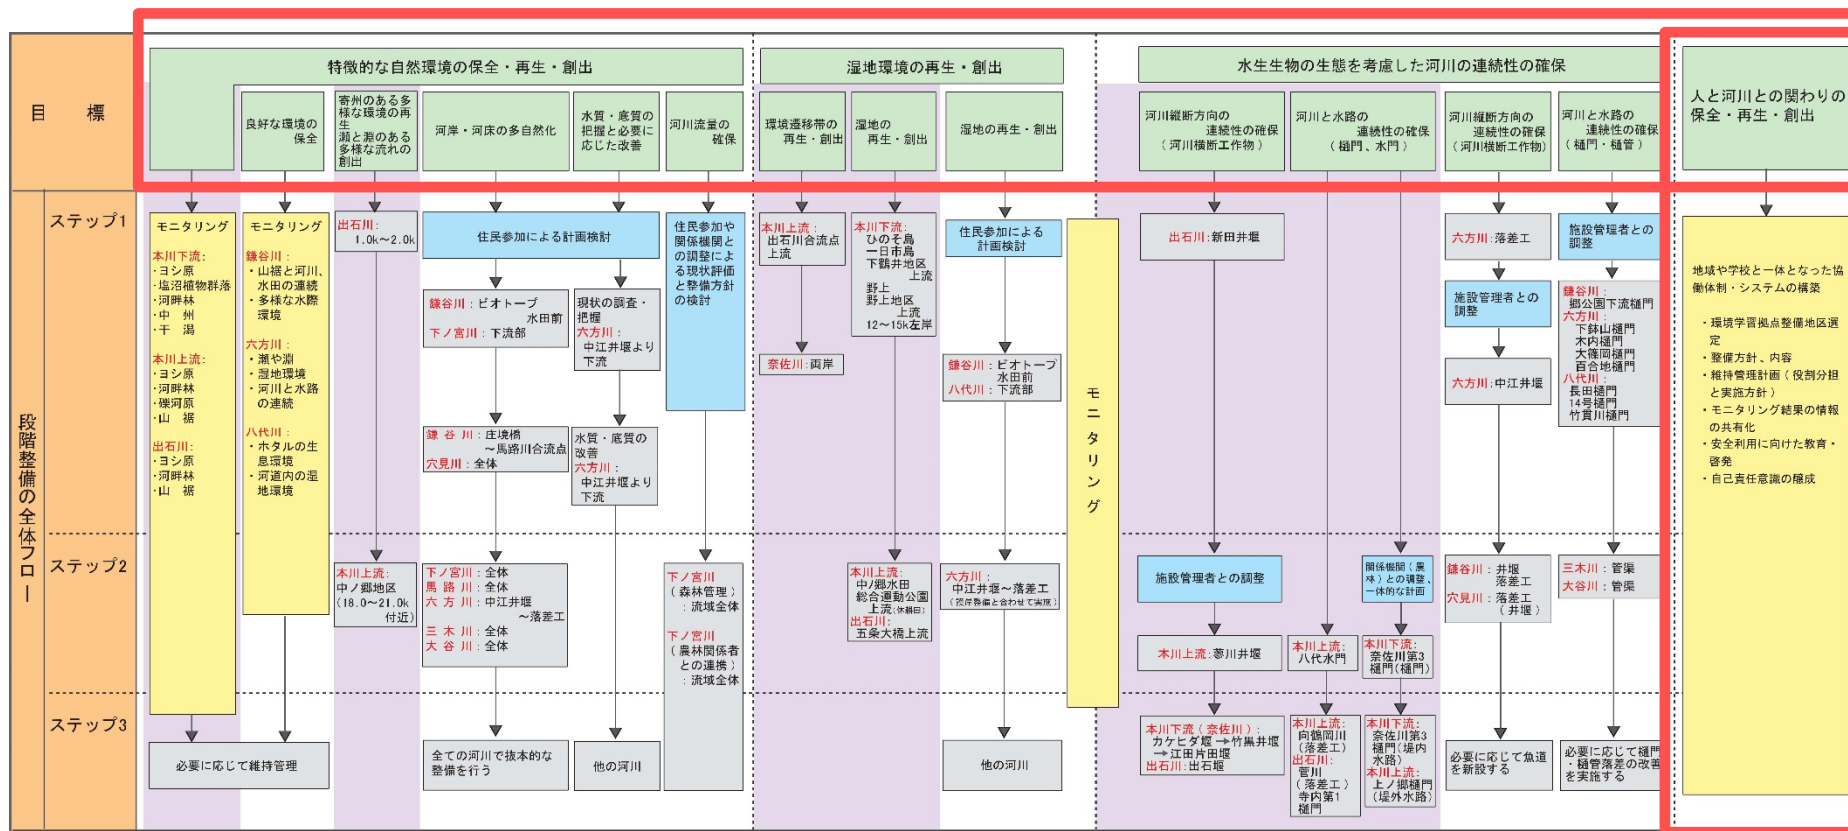 目　標
特徴的な自然環境の保全・再生・創出
湿地環境の再生・創出
水生生物の生態を考慮した河川の連続性の確保
人と河川との関わりの
保全・再生・創出
良好な環境の
保全
寄州のある多
様な環境の再
生
瀬と淵のある
多様な流れの
創出
河岸・河床の多自然化
水質・底質の
把握と必要に
応じた改善
河川流量の
確保
環境遷移帯の
再生・創出
湿地の
再生・創出
湿地の再生・創出
河川縦断方向の
連続性の確保
(河川横断工作物)
河川と水路の
連続性の確保
(樋門、水門)
河川縦断方向の
連続性の確保
(河川横断工作物)
河川と水路の
連続性の確保
(樋門・樋管)
段階整備の全体フロー
ステップ1
モニタリング
本川下流:
・ヨシ原
・塩沼植物群落
・河畔林
・中　州
・干　潟
本川上流:
・ヨシ原
・河畔林
・礫河原
・山　裾
出石川:
・ヨシ原
・河畔林
・山　裾
モニタリング
鎌谷川:
・山裾と河川、
水田の連続
・多様な水際
環境
六方川:
・瀬や淵
・湿地環境
・河川と水路
の連続
八代川:
・ホタルの生
息環境
・河道内の湿
地環境
出石川:
1.0k～2.0k
住民参加による計画検討
鎌谷川:ビオトープ
水田前
下ノ宮川:下流部
鎌谷川:庄境橋
～馬路川合流点
穴見川:全体
現状の調査・
把握
六方川:
中江井堰より
下流
水質・底質の
改善
六方川:
中江井堰より
下流
住民参加や
関係機関と
の調整によ
る現状評価
と整備方針
の検討
本川上流:
出石川合流点
上流
奈佐川:両岸
本川下流:
ひのそ島
一日市島
下鶴井地区
上流
野上
野上地区
上流
12～15k左岸
住民参加による
計画検討
鎌谷川:ビオトープ
水田前
八代川:下流部
モニタリング
出石川:新田井堰
六方川:落差工
施設管理者との
調整
六方川:中江井堰
施設管理者との
調整
鎌谷川:
郷公園下流樋門
六方川:
下鉢山樋門
木内樋門
大篠岡樋門
百合地樋門
八代川:
長田樋門
14号樋門
竹貫川樋門
地域や学校と一体となった協
働体制・システムの構築
・環境学習拠点整備地区選
定
・整備方針、内容
・維持管理計画(役割分担
と実施方針)
・モニタリング結果の情報
の共有化
・安全利用に向けた教育・
啓発
・自己責任意識の醸成
ステップ2
本川上流:
中ノ郷地区
(18.0～21.0k
付近)
下ノ宮川:全体
馬路川:全体
六方川:中江井堰
～落差工
三木川:全体
大谷川:全体
下ノ宮川
(森林管理)
:流域全体
下ノ宮川
(農林関係者
との連携)
:流域全体
本川上流:
中ノ郷水田
総合運動公園
上流(休耕田)
出石川:
五条大橋上流
六方川:
中江井堰～落差工
施設管理者との調整
本川上流:蓼川井堰
本川上流:
八代水門
関係機関(農
林)との調整、
一体的な計画
本川下流:
奈佐川第3
樋門(樋門)
鎌谷川:井堰
落差工
穴見川:落差工
(井堰)
三木川:管渠
大谷川:管渠
ステップ3
必要に応じて維持管理
全ての河川で抜本的な
整備を行う
他の河川
他の河川
本川下流(奈佐川):
カケヒダ堰→竹黒井堰
→江田片田堰
出石川:出石堰
本川上流:
向鶴岡川
(落差工)
出石川:
菅川
(落差工)
寺内第1
樋門
本川下流:
奈佐川第3
樋門(堤内
水路)
本川上流:
上ノ郷樋門
(堤外水路)
必要に応じて魚道
を新設する
必要に応じて樋門
・樋管落差の改善
を実施する